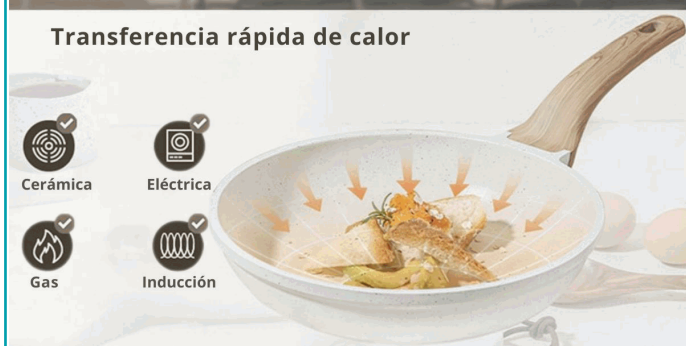 Transferencia rápida de calor
Cerámica
Eléctrica
Gas
Inducción